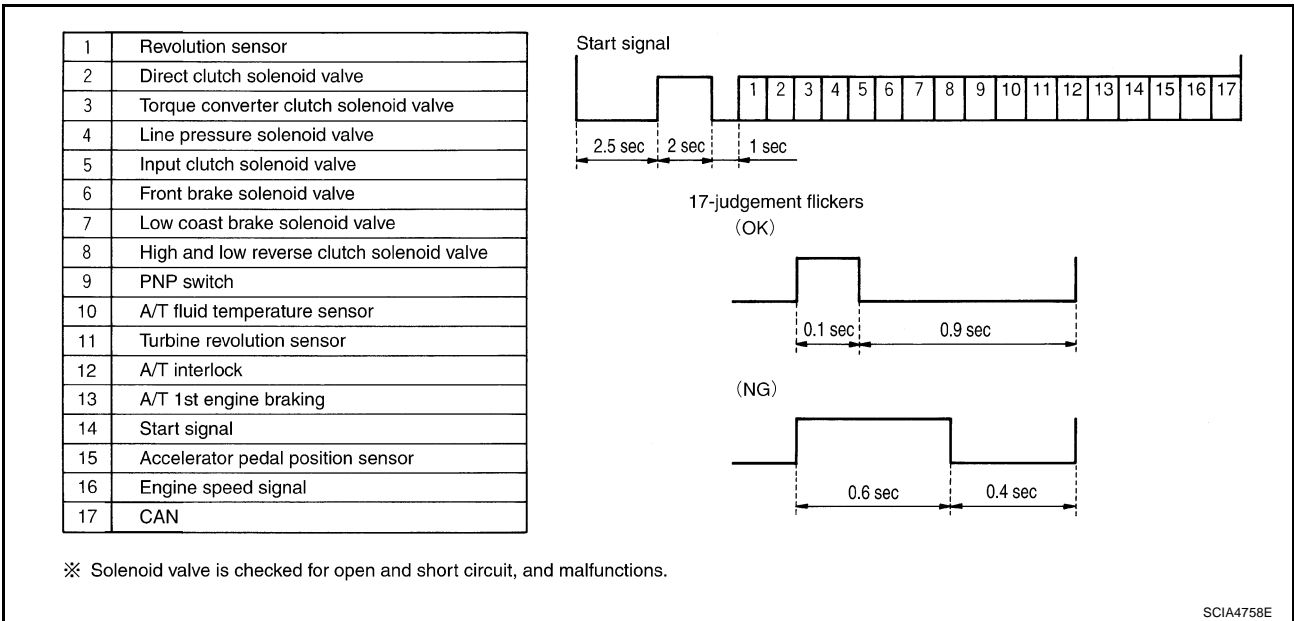 1 Revolution sensor
2 Direct clutch solenoid valve
3 Torque converter clutch solenoid valve
4 Line pressure solenoid valve
5 Input clutch solenoid valve
6 Front brake solenoid valve
7 Low coast brake solenoid valve
8 High and low reverse clutch solenoid valve
9 PNP switch
10 A/T fluid temperature sensor
11 Turbine revolution sensor
12 A/T interlock
13 A/T 1st engine braking
14 Start signal
15 Accelerator pedal position sensor
16 Engine speed signal
17 CAN
Start signal
1 2 3 4 5 6 7 8 9 10 11 12 13 14 15 16 17
2.5 sec 2 sec 1 sec
17-judgement flickers
(OK)
0.1 sec 0.9 sec
(NG)
0.6 sec 0.4 sec
※ Solenoid valve is checked for open and short circuit, and malfunctions.
SCIA4758E